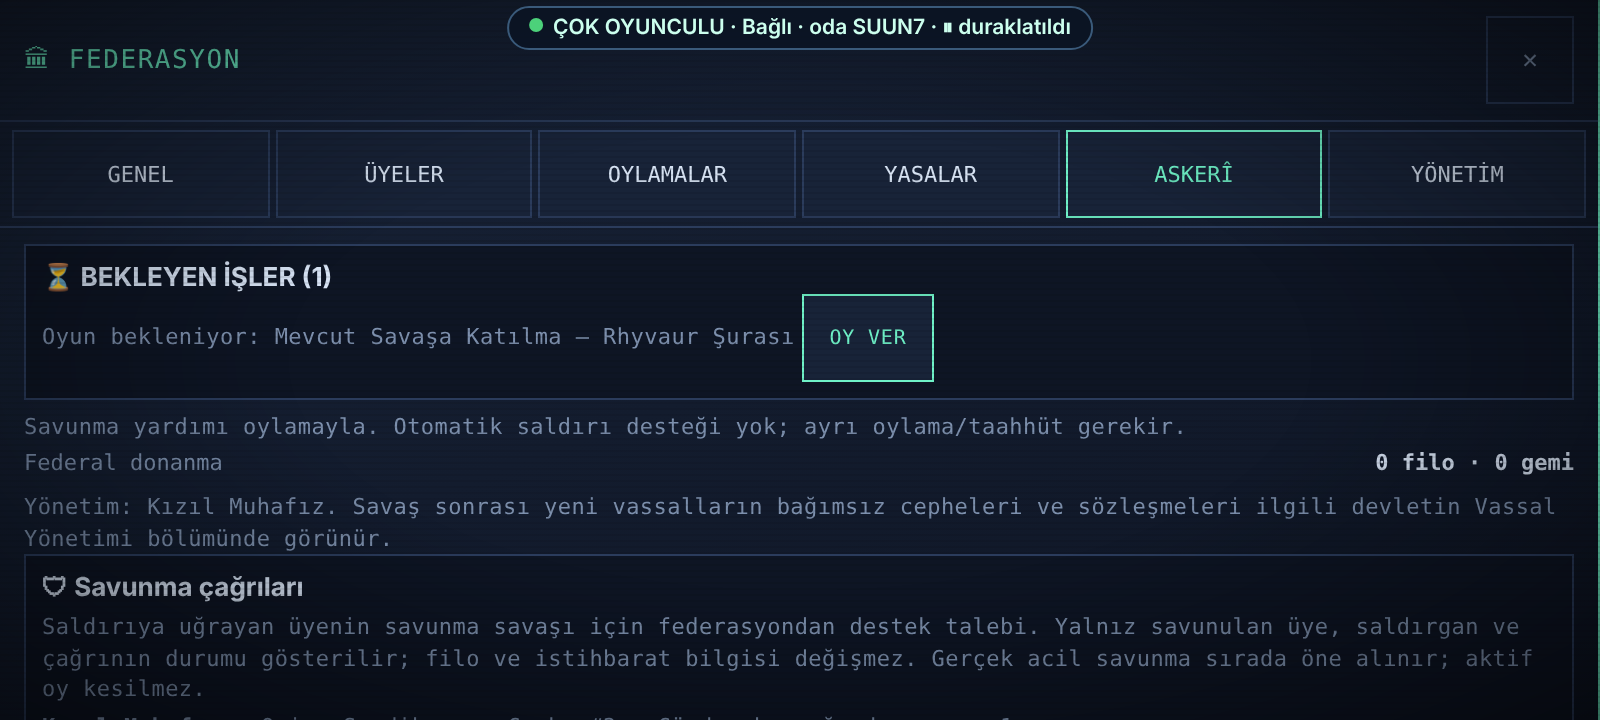 ÇOK OYUNCULU · Bağlı · oda SUUN7 · ⏸ duraklatıldı
🏛 FEDERASYON
×
GENEL
ÜYELER
OYLAMALAR
YASALAR
ASKERÎ
YÖNETİM
⏳ BEKLEYEN İŞLER (1)
Oyun bekleniyor: Mevcut Savaşa Katılma — Rhyvaur Şurası
OY VER
Savunma yardımı oylamayla. Otomatik saldırı desteği yok; ayrı oylama/taahhüt gerekir.
Federal donanma
0 filo · 0 gemi
Yönetim: Kızıl Muhafız. Savaş sonrası yeni vassalların bağımsız cepheleri ve sözleşmeleri ilgili devletin Vassal
Yönetimi bölümünde görünür.
🛡 Savunma çağrıları
Saldırıya uğrayan üyenin savunma savaşı için federasyondan destek talebi. Yalnız savunulan üye, saldırgan ve
çağrının durumu gösterilir; filo ve istihbarat bilgisi değişmez. Gerçek acil savunma sırada öne alınır; aktif
oy kesilmez.